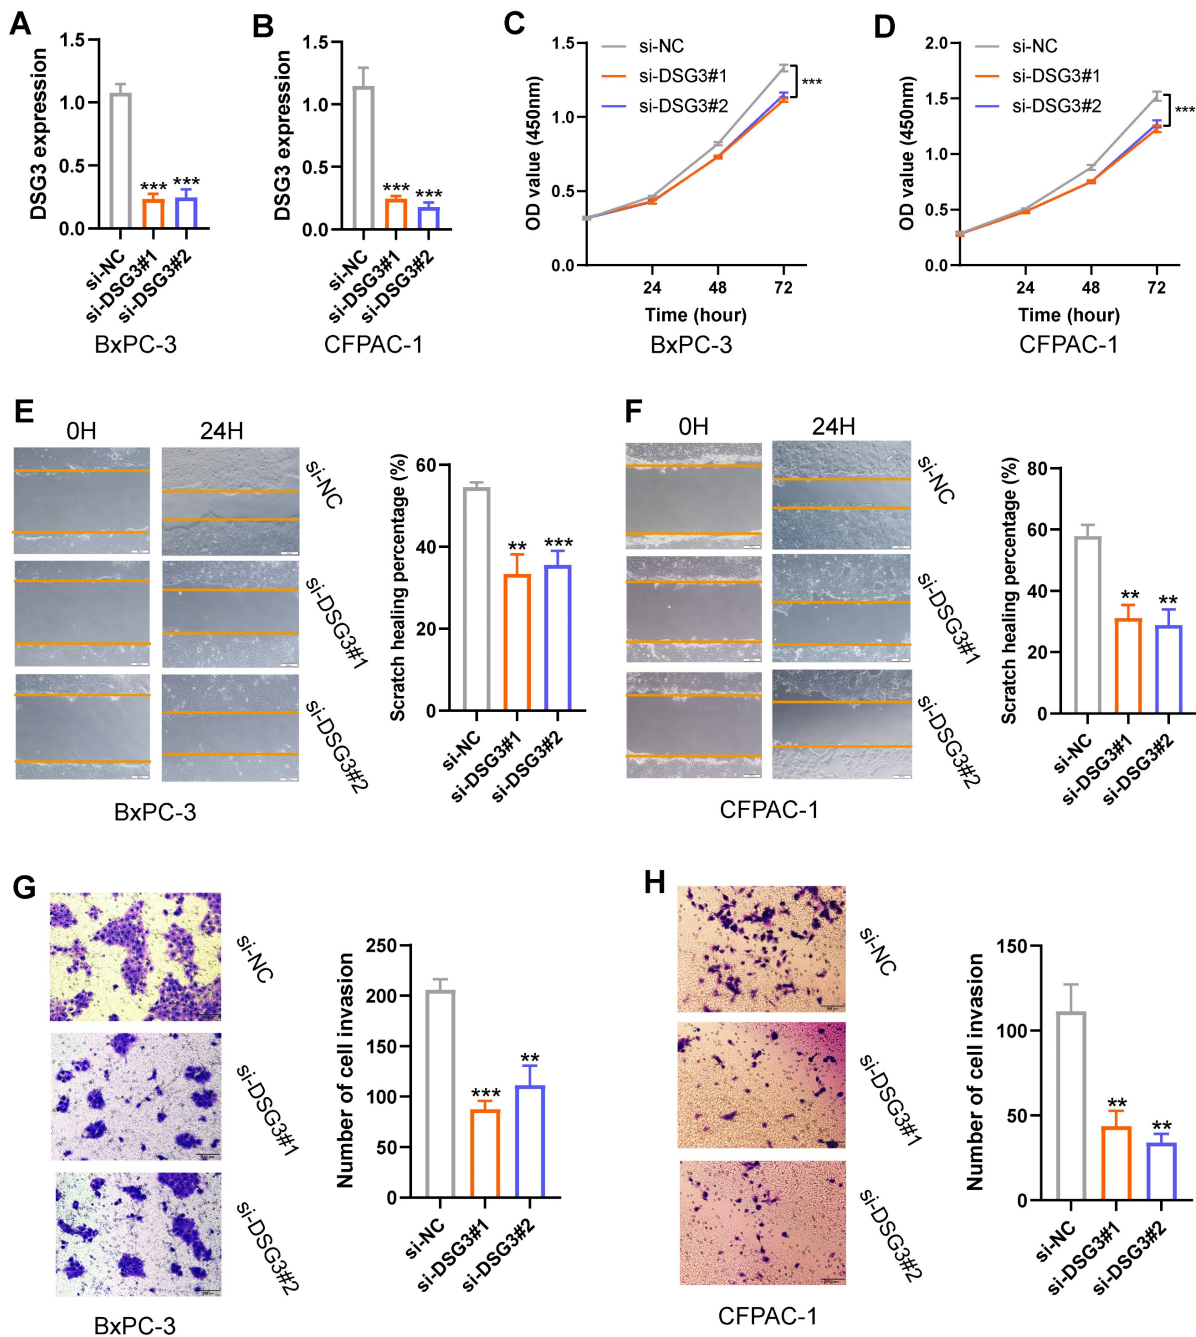 A
DSG3 expression
1.5
1.0
0.5
0.0
***
***
si-NC
si-DSG3#1
si-DSG3#2
BxPC-3
B
DSG3 expression
1.5
1.0
0.5
0.0
***
***
si-NC
si-DSG3#1
si-DSG3#2
CFPAC-1
C
OD value (450nm)
1.5
1.0
0.5
0.0
si-NC
si-DSG3#1
si-DSG3#2
***
24
48
72
Time (hour)
BxPC-3
D
OD value (450nm)
2.0
1.5
1.0
0.5
0.0
si-NC
si-DSG3#1
si-DSG3#2
***
24
48
72
Time (hour)
CFPAC-1
E
0H
24H
si-NC
si-DSG3#1
si-DSG3#2
BxPC-3
Scratch healing percentage (%)
60
40
20
0
**
***
si-NC
si-DSG3#1
si-DSG3#2
F
0H
24H
si-NC
si-DSG3#1
si-DSG3#2
CFPAC-1
Scratch healing percentage (%)
80
60
40
20
0
**
**
si-NC
si-DSG3#1
si-DSG3#2
G
si-NC
si-DSG3#1
si-DSG3#2
BxPC-3
Number of cell invasion
250
200
150
100
50
0
***
**
si-NC
si-DSG3#1
si-DSG3#2
H
si-NC
si-DSG3#1
si-DSG3#2
CFPAC-1
Number of cell invasion
150
100
50
0
**
**
si-NC
si-DSG3#1
si-DSG3#2